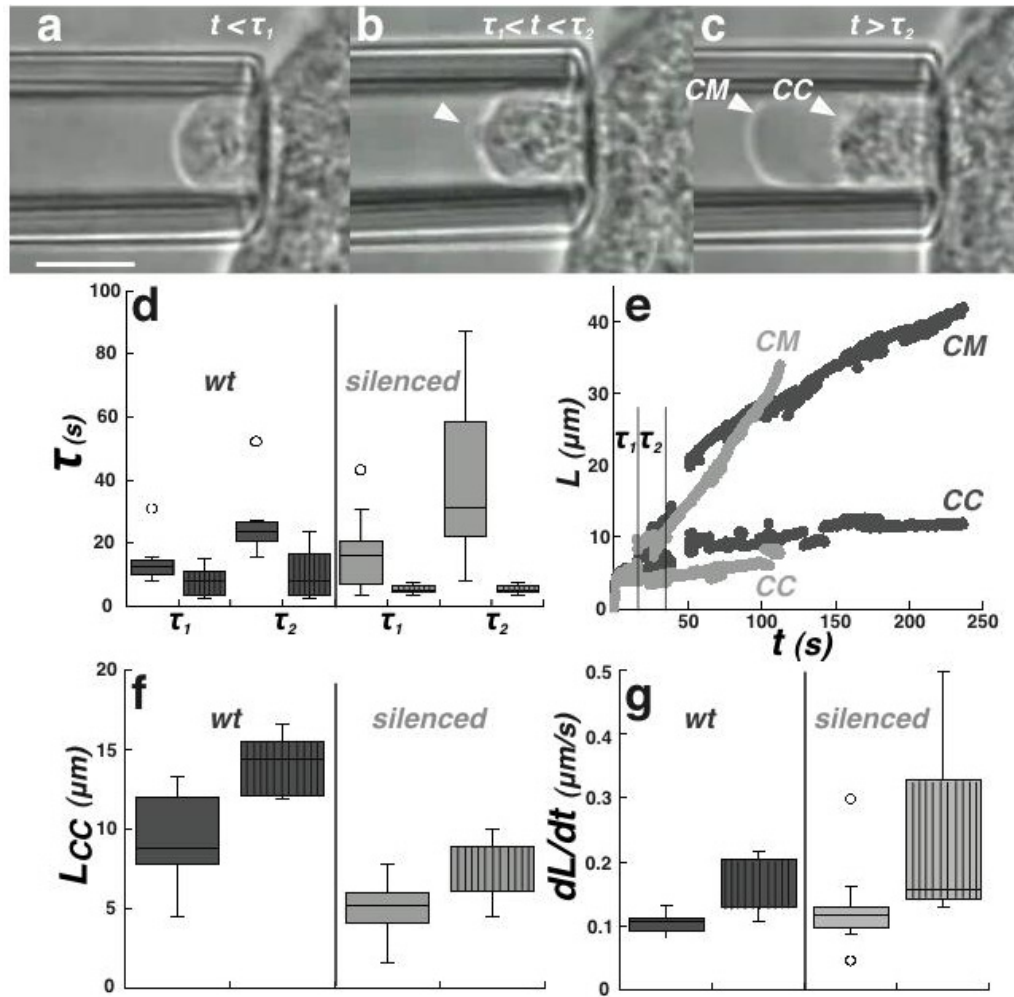 a t < τ1
b τ1 < t < τ2
c t > τ2
CM CC
d
τ (s)
100
80
60
40
20
0
wt silenced
τ1 τ2 τ1 τ2
e
L (μm)
40
30
20
10
0
τ1 τ2
CM
CM
CC
CC
50 100 150 200 250
t (s)
f
LCC (μm)
20
15
10
5
0
wt silenced
g
dL/dt (μm/s)
0.5
0.4
0.3
0.2
0.1
0
wt silenced